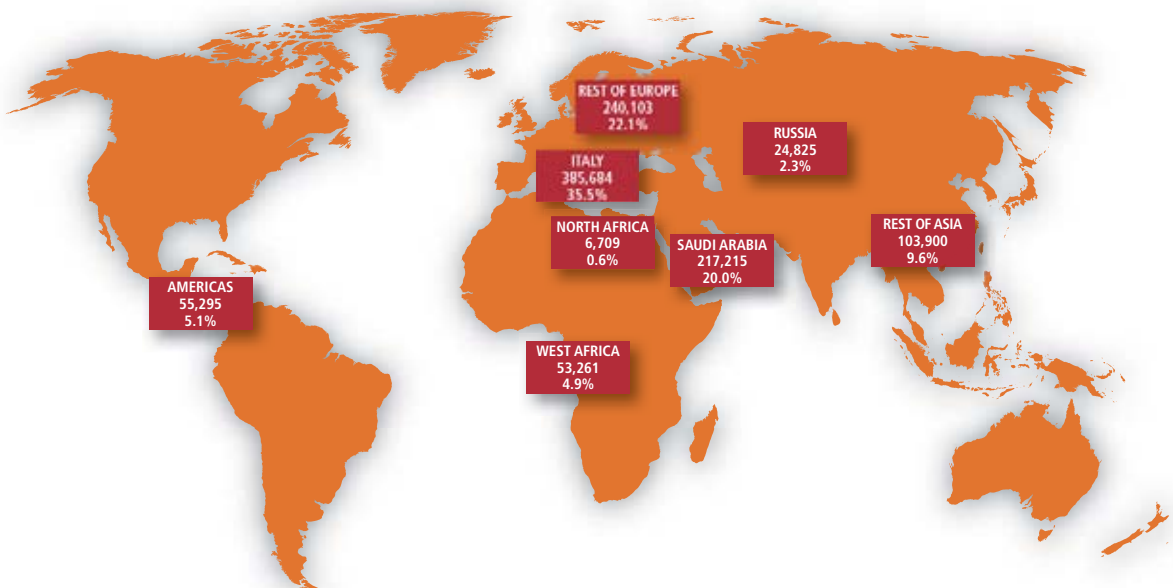 REST OF EUROPE
240,103
22.1%
RUSSIA
24,825
2.3%
ITALY
385,684
35.5%
NORTH AFRICA
6,709
0.6%
SAUDI ARABIA
217,215
20.0%
REST OF ASIA
103,900
9.6%
AMERICAS
55,295
5.1%
WEST AFRICA
53,261
4.9%